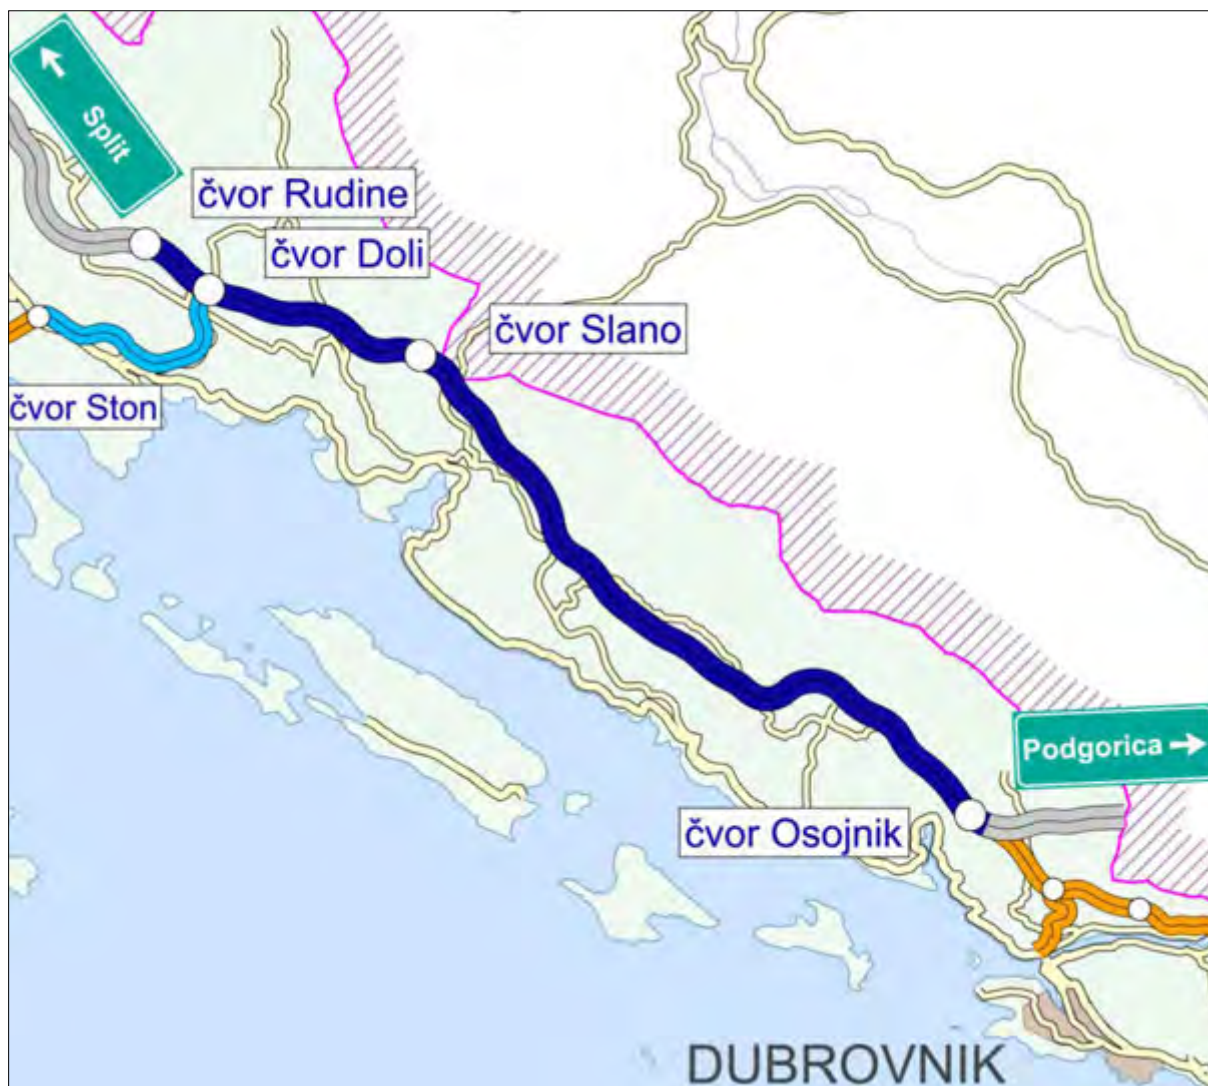 Split
čvor Rudine
čvor Doli
čvor Slano
čvor Ston
Podgorica
čvor Osojnik
DUBROVNIK